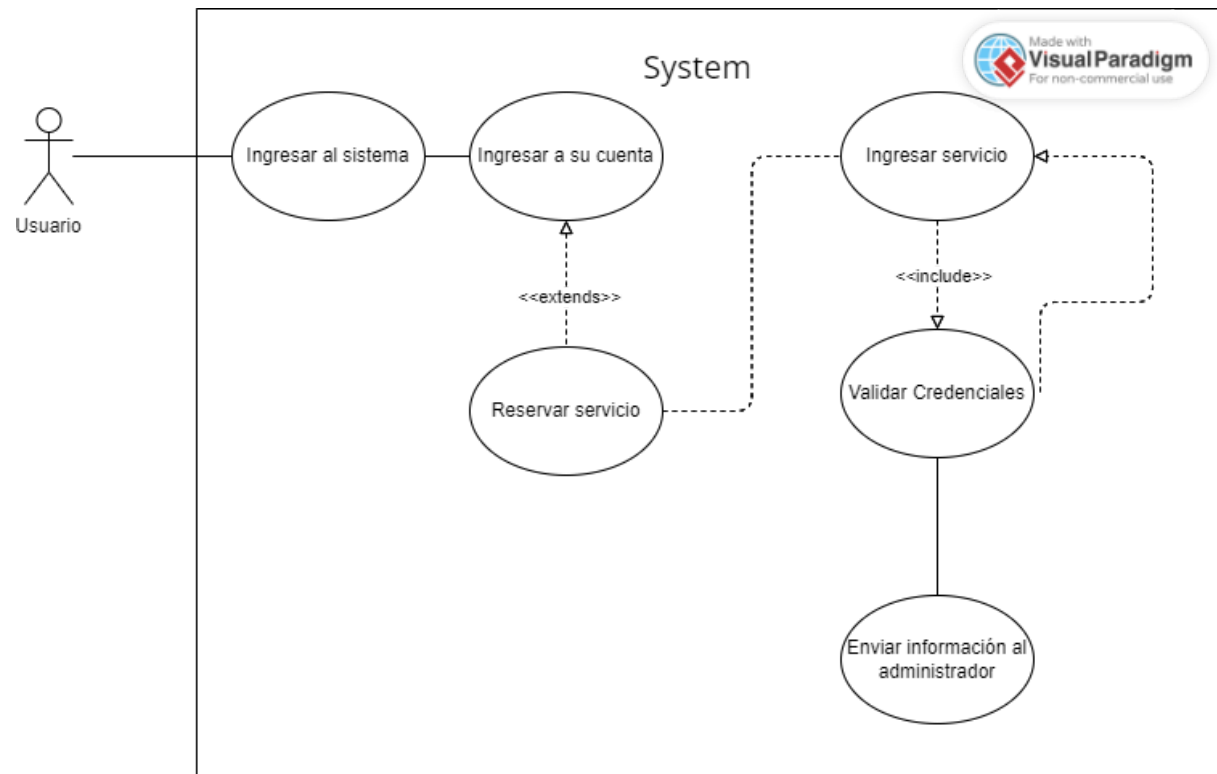 System
Made with
Visual Paradigm
For non-commercial use
Ingresar al sistema
Ingresar a su cuenta
Ingresar servicio
Usuario
<<extends>>
<<include>>
Reservar servicio
Validar Credenciales
Enviar información al
administrador